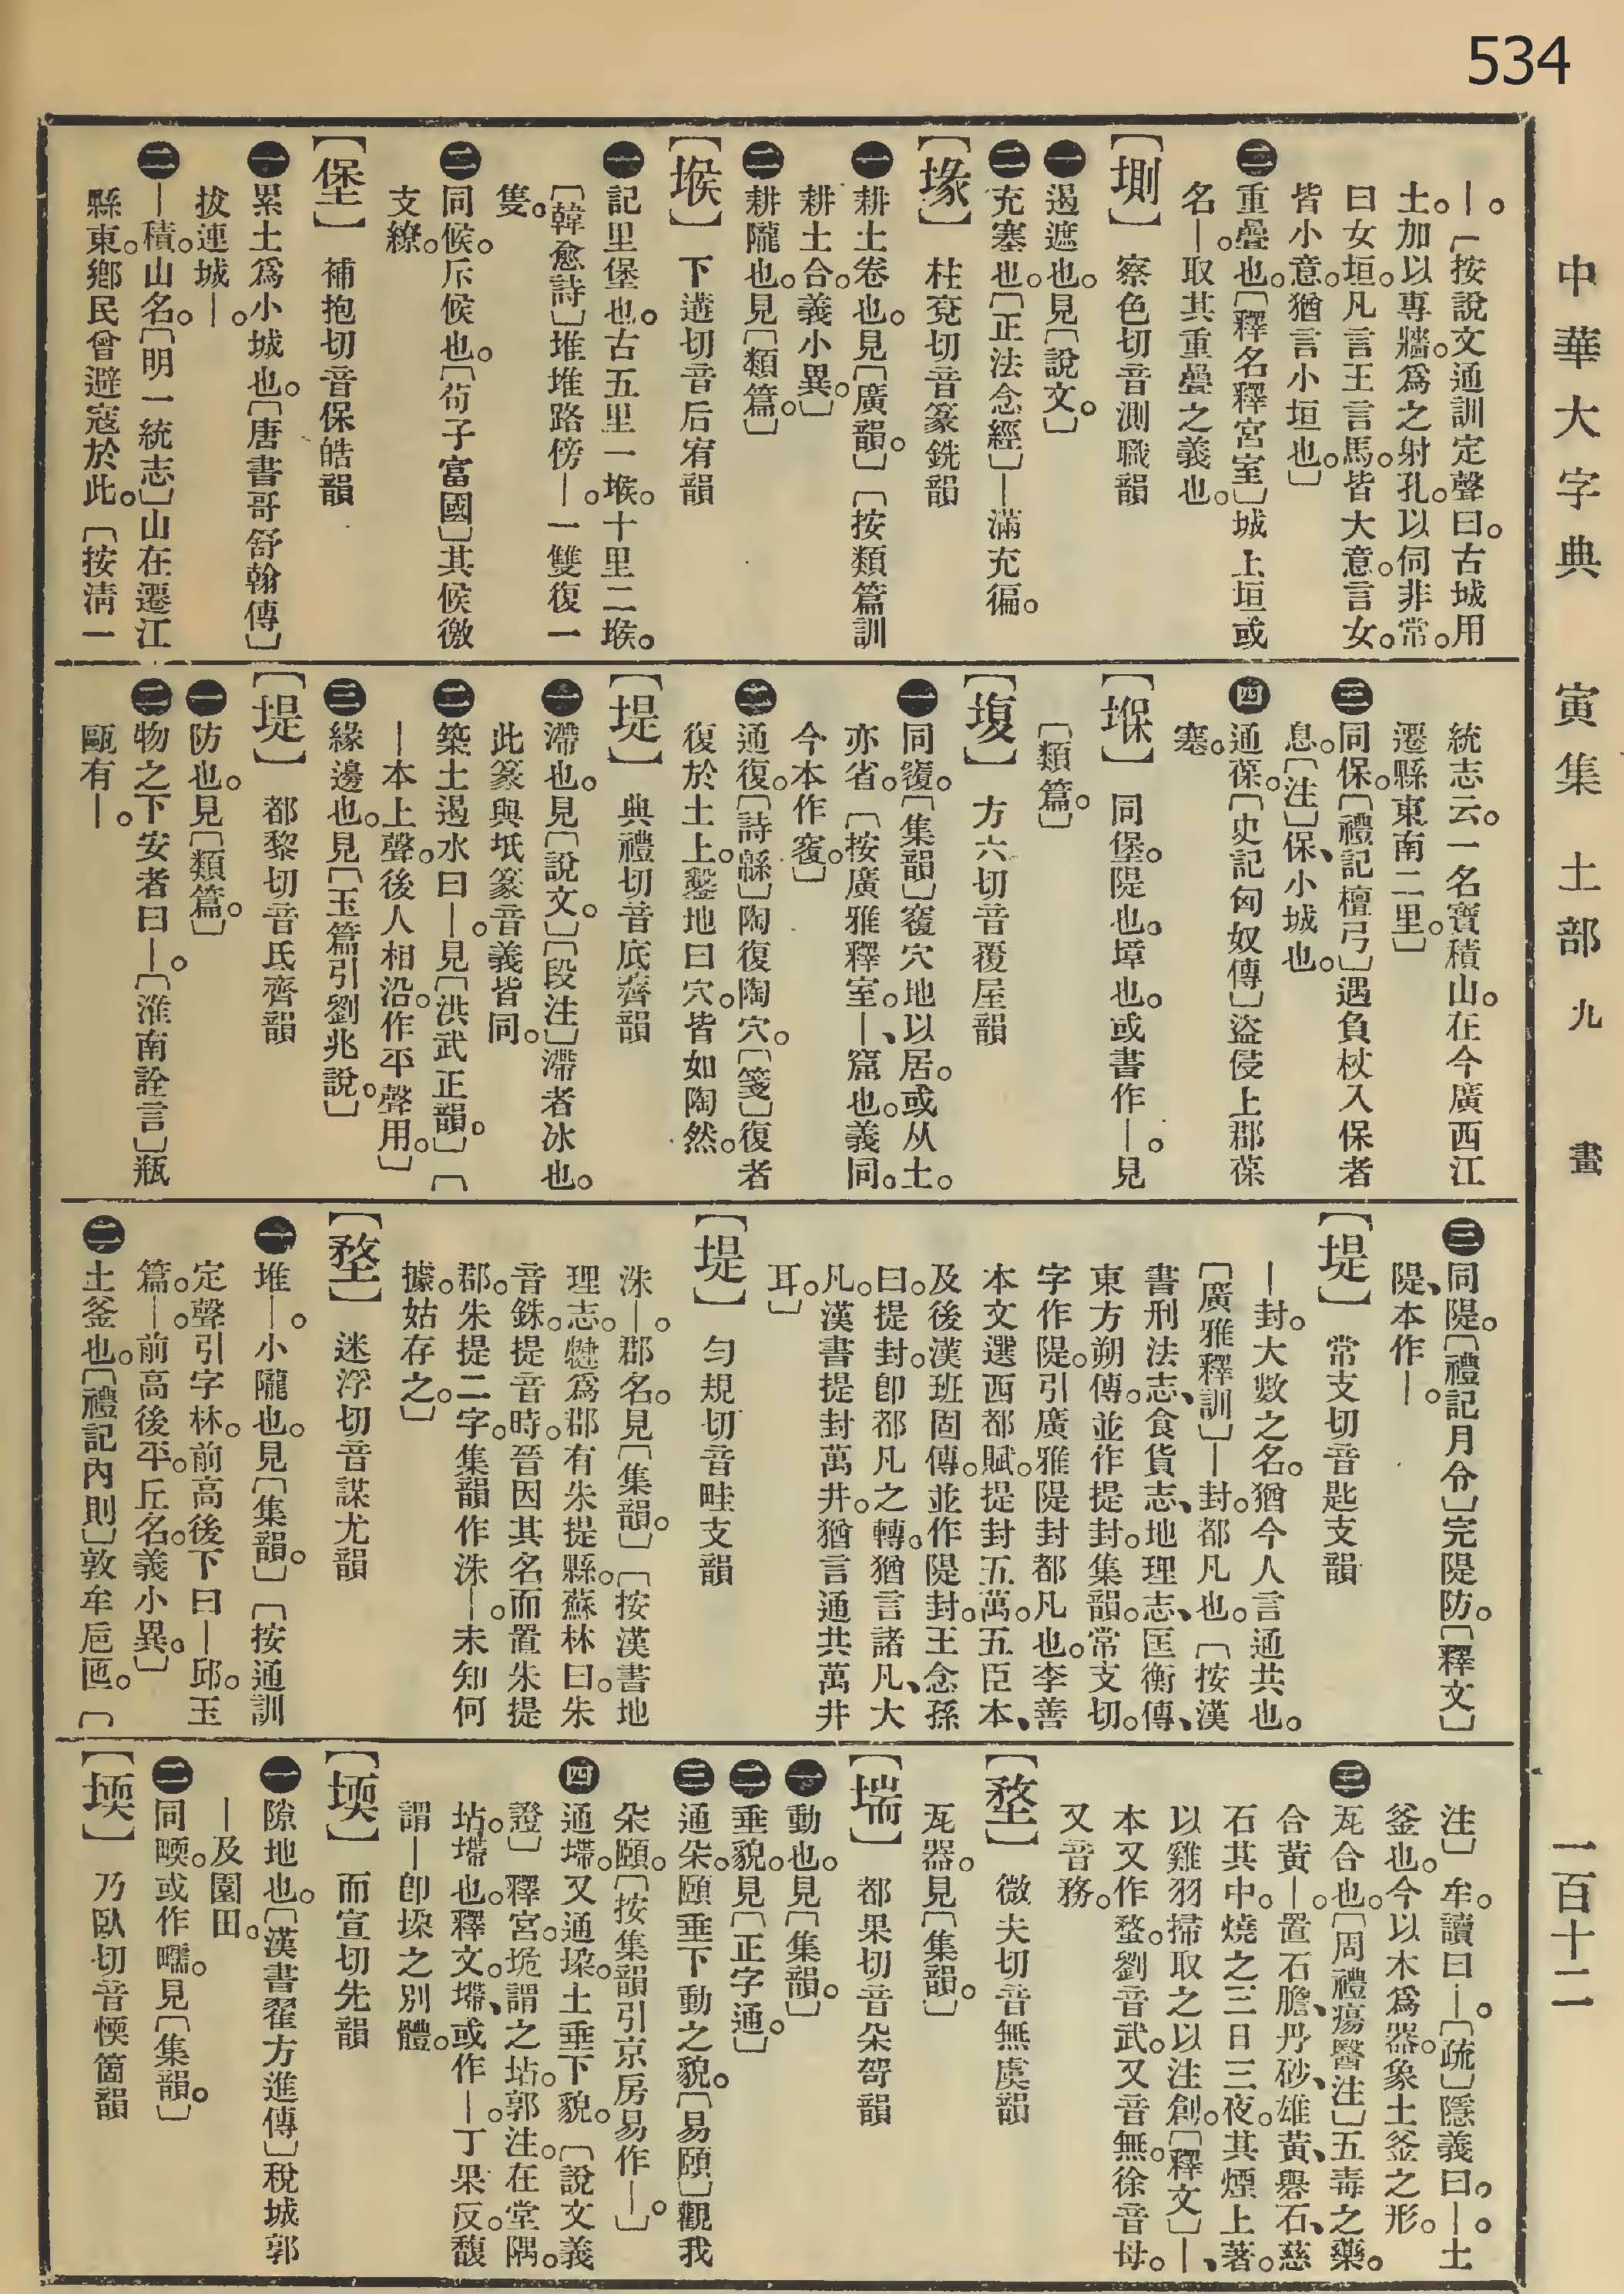 534
中華大字典 寅集 土部 九畫 一百十二
—。〔按說文通訓定聲曰。古城用
土。加以專牆。爲之射孔。以伺非常。
曰女垣。凡言王言馬。皆大意。言女。
皆小意。猶言小垣也。〕
㊂重疊也。〔釋名釋宮室〕城上垣或
名—。取其重疊之義也。
【堲】 察色切音測職韻
㊀遏遮也。見〔說文。〕
㊁充塞也。〔正法念經〕—滿充徧。
【堟】 柱兗切音篆銑韻
㊀耕土卷也。見〔廣韻。〕〔按類篇訓
耕土合。義小異。〕
㊁耕隴也。見〔類篇。〕
【堠】 下遘切音后宥韻
㊀記里堡也。古五里一堠。十里二堠。
〔韓愈詩〕堆堆路傍—。一雙復一
隻。
㊁同候。斥候也。〔荀子富國〕其候徼
支繚。
【堡】 補抱切音保皓韻
㊀累土爲小城也。〔唐書哥舒翰傳〕
拔連城—。
㊁—積。山名。〔明一統志〕山在遷江
縣東。鄉民曾避寇於此。〔按淸一
統志云。一名寶積山。在今廣西江
遷縣東南二里。〕
㊂同保。〔禮記檀弓〕遇負杖入保者
息。〔注〕保、小城也。
㊃通葆。〔史記匈奴傳〕盜侵上郡葆
塞。
【堢】 同堡。隄也。墇也。或書作—。見
〔類篇。〕
【垵】 方六切音覆屋韻
㊀同㙠。〔集韻〕窡穴地以居。或从土。
亦省。〔按廣雅釋室。—、窟也。義同。
今本作𥨍。〕
㊁通復。〔詩緜〕陶復陶穴。〔箋〕復者
復於土上。鑿地曰穴。皆如陶然。
【堤】 典禮切音底薺韻
㊀滯也。見〔說文。〕〔段注〕滯者冰也。
此篆與坻篆音義皆同。
㊁築土遏水曰—。見〔洪武正韻。〕〔
—本上聲。後人相沿。作平聲用。〕
㊂緣邊也。見〔玉篇引劉兆說。〕
【堤】 都黎切音氐齊韻
㊀防也。見〔類篇。〕
㊁物之下安者曰—。〔淮南詮言〕瓶
甌有—。
㊂同隄。〔禮記月令〕完隄防。〔釋文〕
隄、本作—。
【堤】 常支切音匙支韻
—封。大數之名。猶今人言通共也。
〔廣雅釋訓〕—封。都凡也。〔按漢
書刑法志、食貨志、地理志、匡衡傳、
東方朔傳。並作提封。集韻。常支切。
字作隄。引廣雅隄封都凡也。李善
本文選西都賦。提封五萬。五臣本、
及後漢班固傳。並作隄封。王念孫
曰。提封。卽都凡之轉。猶言諸凡、大
凡。漢書提封萬井。猶言通共萬井
耳。〕
【堤】 勻規切音畦支韻
洙—。郡名。見〔集韻。〕〔按漢書地
理志。犍爲郡有朱提縣。蘇林曰。朱
音銖。提音時。晉因其名而置朱提
郡。朱提二字。集韻作洙—。未知何
據。姑存之。〕
【堥】 迷浮切音謀尤韻
㊀堆—。小隴也。見〔集韻。〕〔按通訓
定聲引字林。前高後下曰—邱。玉
篇。—前高後平。丘名。義小異。〕
㊁土釜也。〔禮記內則〕敦牟巵匜。〔
注〕牟。讀曰—。〔疏〕隱義曰。—。土
釜也。今以木爲器。象土釜之形。
㊂瓦合也。〔周禮瘍醫注〕五毒之藥。
合黃—。置石膽、丹砂、雄黃、礜石、慈
石其中。燒之三日三夜。其煙上著。
以雞羽掃取之以注創。〔釋文〕—、
本又作蝥。劉音武。又音無。徐音母。
又音務。
【堥】 微夫切音無虞韻
瓦器。見〔集韻。〕
【㙐】 都果切音朶哿韻
㊀動也。見〔集韻。〕
㊁垂貌。見〔正字通。〕
㊂通朶。頤垂下動之貌。〔易頤〕觀我
朶頤。〔按集韻引京房易作—。〕
㊃通墆。又通垜。土垂下貌。〔說文義
證〕釋宮。垝謂之坫。郭注。在堂隅。
坫。墆也。釋文。墆、或作—。丁果反。馥
謂—卽垜之別體。
【堧】 而宣切先韻
㊀隙地也。〔漢書翟方進傳〕稅城郭
—及園田。
㊁同㬉。或作㬮。見〔集韻。〕
【堧】 乃臥切音愞箇韻